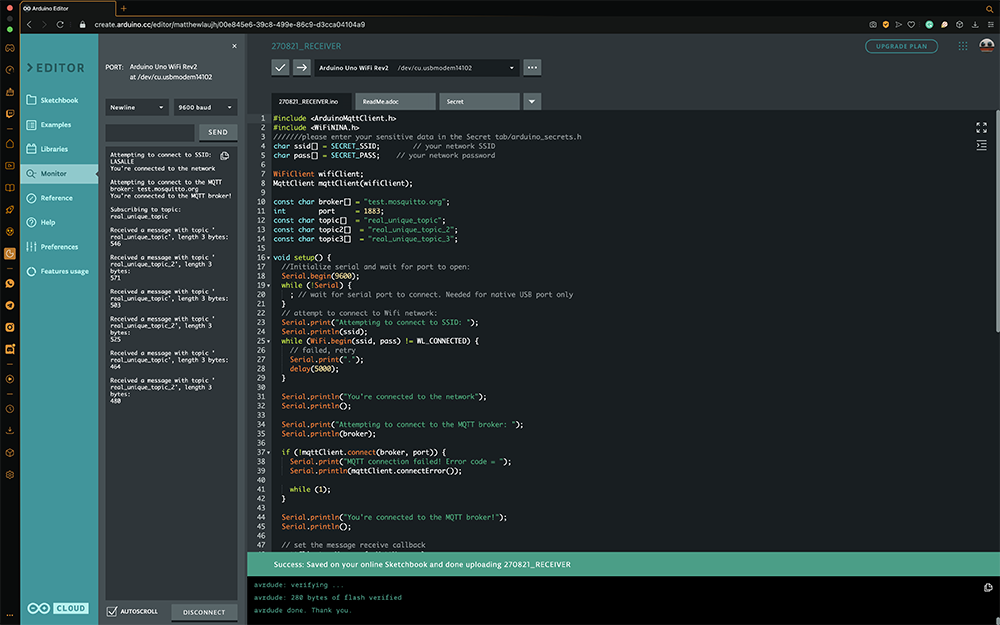 Arduino Editor
create.arduino.cc/editor/matthewlaujh/00e845e6-39c8-499e-86c9-d3cca04104a9
EDITOR
Sketchbook
Examples
Libraries
Monitor
Reference
Help
Preferences
Features usage
CLOUD
PORT: Arduino Uno WiFi Rev2
at /dev/cu.usbmodem14102
Newline
9600 baud
SEND
Attempting to connect to SSID:
LASALLE
You're connected to the network
Attempting to connect to the MQTT
broker: test.mosquitto.org
You're connected to the MQTT broker!
Subscribing to topic:
real_unique_topic
Received a message with topic '
real_unique_topic', length 3 bytes:
546
Received a message with topic '
real_unique_topic_2', length 3
bytes:
571
Received a message with topic '
real_unique_topic', length 3 bytes:
503
Received a message with topic '
real_unique_topic_2', length 3
bytes:
525
Received a message with topic '
real_unique_topic', length 3 bytes:
464
Received a message with topic '
real_unique_topic_2', length 3
bytes:
480
AUTOSCROLL
DISCONNECT
270821_RECEIVER
UPGRADE PLAN
Arduino Uno WiFi Rev2 /dev/cu.usbmodem14102
270821_RECEIVER.ino
ReadMe.adoc
Secret
1 #include <ArduinoMqttClient.h>
2 #include <WiFiNINA.h>
3 ///////please enter your sensitive data in the Secret tab/arduino_secrets.h
4 char ssid[] = SECRET_SSID; // your network SSID
5 char pass[] = SECRET_PASS; // your network password
6
7 WiFiClient wifiClient;
8 MqttClient mqttClient(wifiClient);
9
10 const char broker[] = "test.mosquitto.org";
11 int port = 1883;
12 const char topic[] = "real_unique_topic";
13 const char topic2[] = "real_unique_topic_2";
14 const char topic3[] = "real_unique_topic_3";
15
16 void setup() {
17 //Initialize serial and wait for port to open:
18 Serial.begin(9600);
19 while (!Serial) {
20 ; // wait for serial port to connect. Needed for native USB port only
21 }
22 // attempt to connect to Wifi network:
23 Serial.print("Attempting to connect to SSID: ");
24 Serial.println(ssid);
25 while (WiFi.begin(ssid, pass) != WL_CONNECTED) {
26 // failed, retry
27 Serial.print(".");
28 delay(5000);
29 }
30
31 Serial.println("You're connected to the network");
32 Serial.println();
33
34 Serial.print("Attempting to connect to the MQTT broker: ");
35 Serial.println(broker);
36
37 if (!mqttClient.connect(broker, port)) {
38 Serial.print("MQTT connection failed! Error code = ");
39 Serial.println(mqttClient.connectError());
40
41 while (1);
42 }
43
44 Serial.println("You're connected to the MQTT broker!");
45 Serial.println();
46
47 // set the message receive callback
Success: Saved on your online Sketchbook and done uploading 270821_RECEIVER
avrdude: verifying ...
avrdude: 280 bytes of flash verified
avrdude done. Thank you.